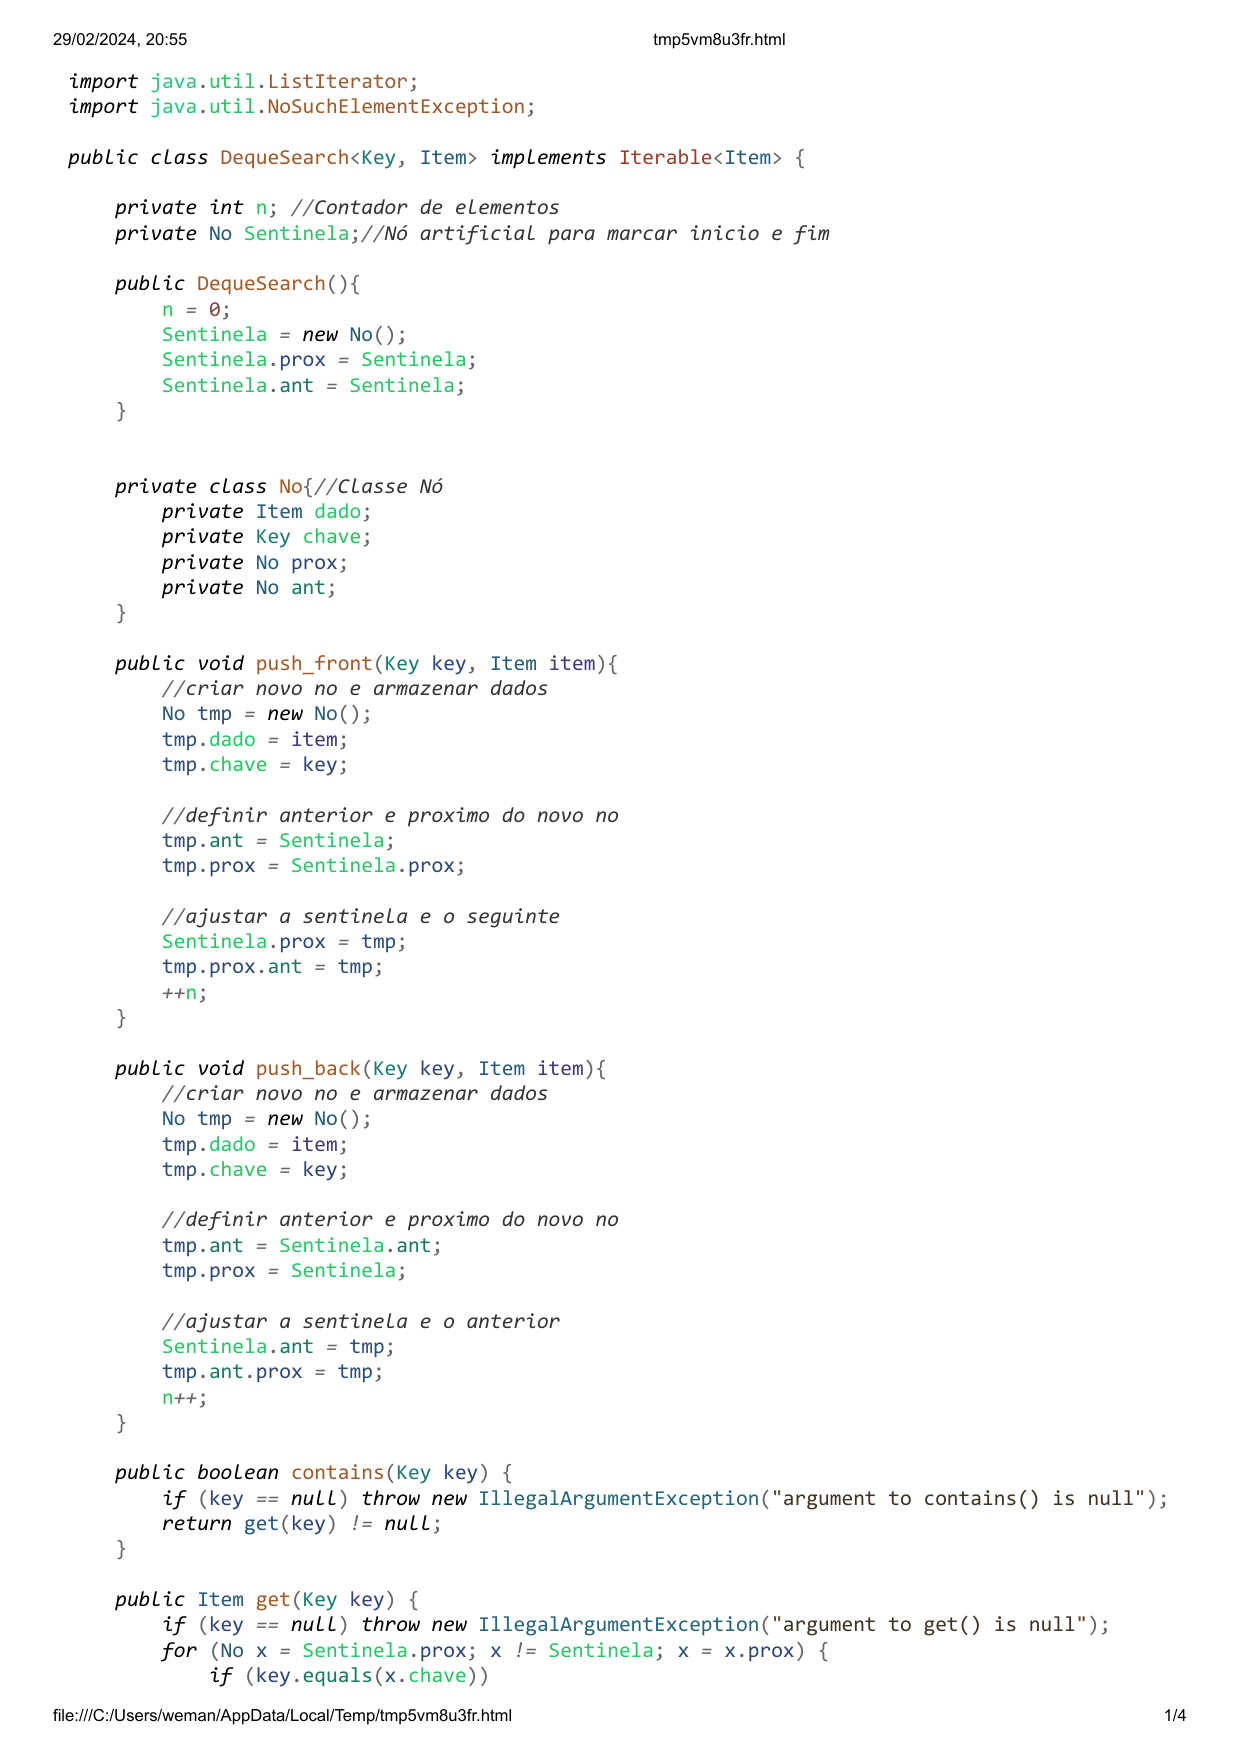 29/02/2024, 20:55
tmp5vm8u3fr.html
import java.util.ListIterator;
import java.util.NoSuchElementException;
public class DequeSearch<Key, Item> implements Iterable<Item> {
private int n; //Contador de elementos
private No Sentinela;//Nó artificial para marcar inicio e fim
public DequeSearch(){
n = 0;
Sentinela = new No();
Sentinela.prox = Sentinela;
Sentinela.ant = Sentinela;
}
private class No{//Classe Nó
private Item dado;
private Key chave;
private No prox;
private No ant;
}
public void push_front(Key key, Item item){
//criar novo no e armazenar dados
No tmp = new No();
tmp.dado = item;
tmp.chave = key;
//definir anterior e proximo do novo no
tmp.ant = Sentinela;
tmp.prox = Sentinela.prox;
//ajustar a sentinela e o seguinte
Sentinela.prox = tmp;
tmp.prox.ant = tmp;
++n;
}
public void push_back(Key key, Item item){
//criar novo no e armazenar dados
No tmp = new No();
tmp.dado = item;
tmp.chave = key;
//definir anterior e proximo do novo no
tmp.ant = Sentinela.ant;
tmp.prox = Sentinela;
//ajustar a sentinela e o anterior
Sentinela.ant = tmp;
tmp.ant.prox = tmp;
n++;
}
public boolean contains(Key key) {
if (key == null) throw new IllegalArgumentException("argument to contains() is null");
return get(key) != null;
}
public Item get(Key key) {
if (key == null) throw new IllegalArgumentException("argument to get() is null");
for (No x = Sentinela.prox; x != Sentinela; x = x.prox) {
if (key.equals(x.chave))
file:///C:/Users/weman/AppData/Local/Temp/tmp5vm8u3fr.html
1/4